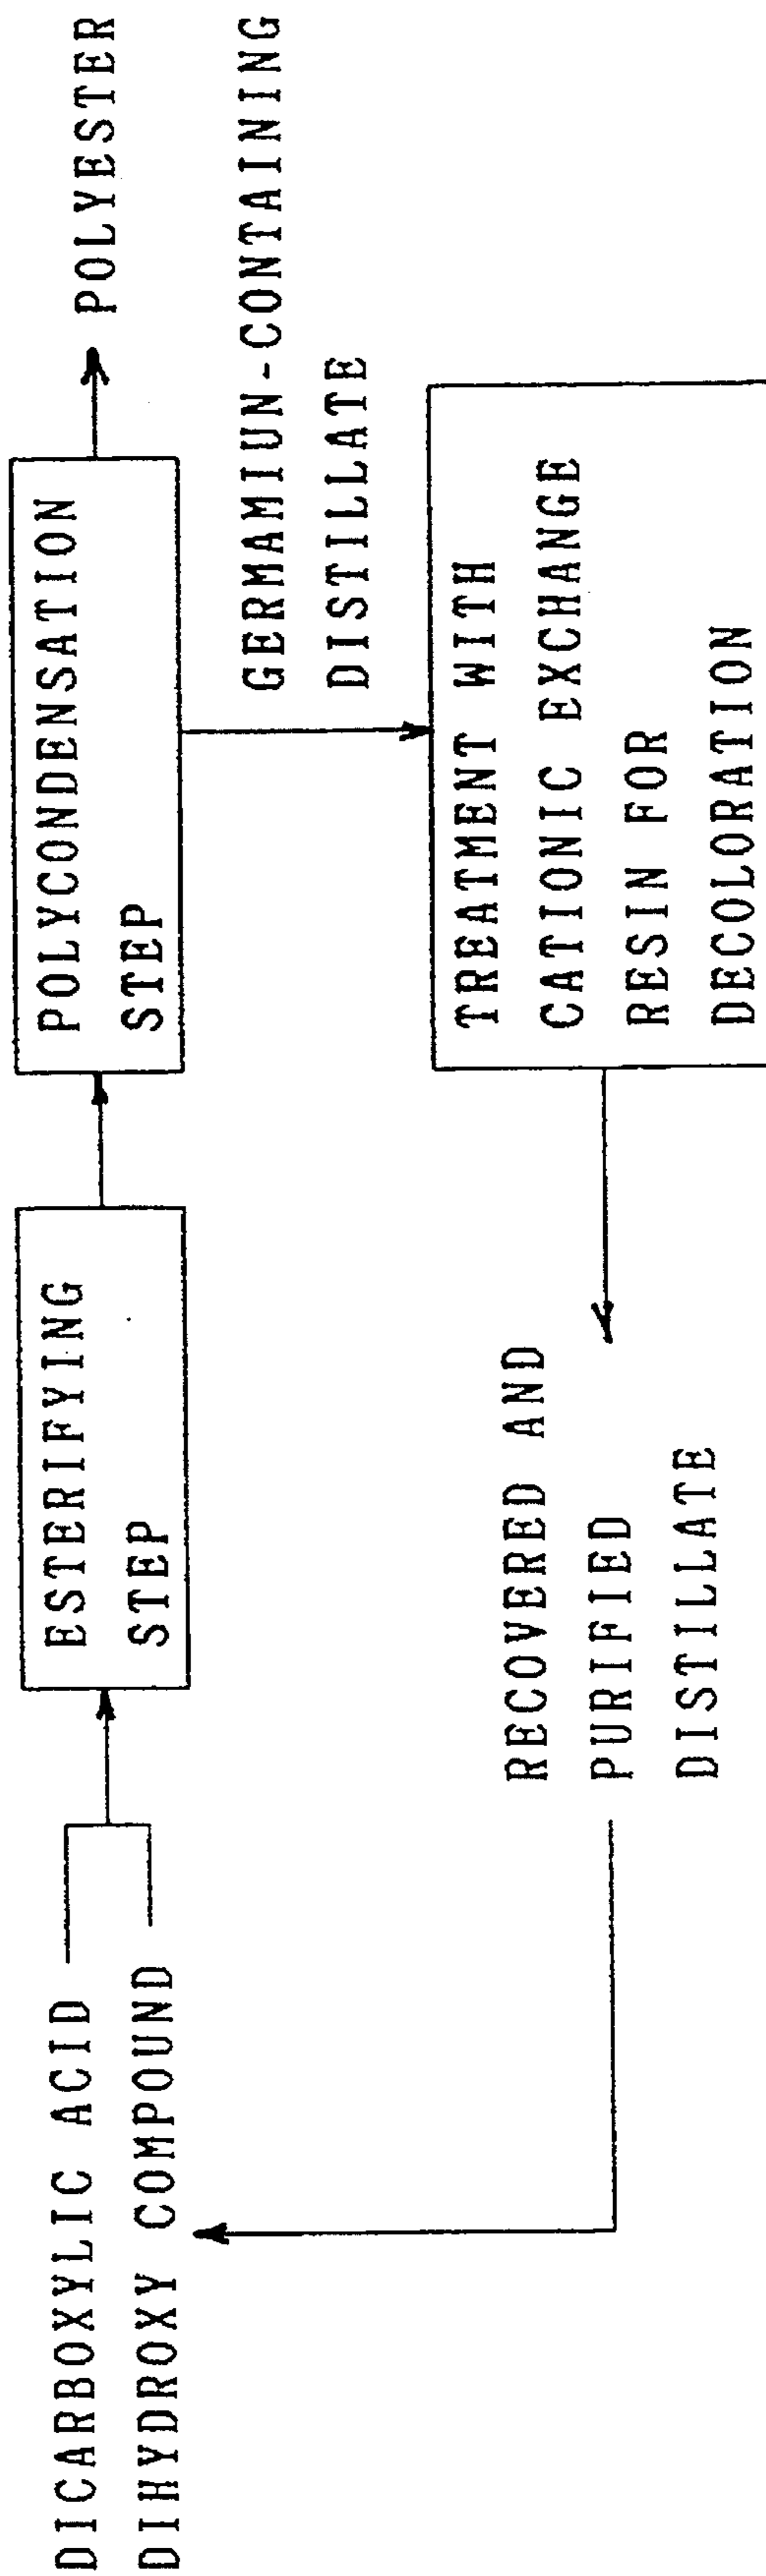 DICARBOXYLIC ACID
DIHYDROXY COMPOUND
ESTERIFYING
STEP
POLYCONDENSATION
STEP
POLYESTER
GERMAMIUN-CONTAINING
DISTILLATE
TREATMENT WITH
CATIONIC EXCHANGE
RESIN FOR
DECOLORATION
RECOVERED AND
PURIFIED
DISTILLATE